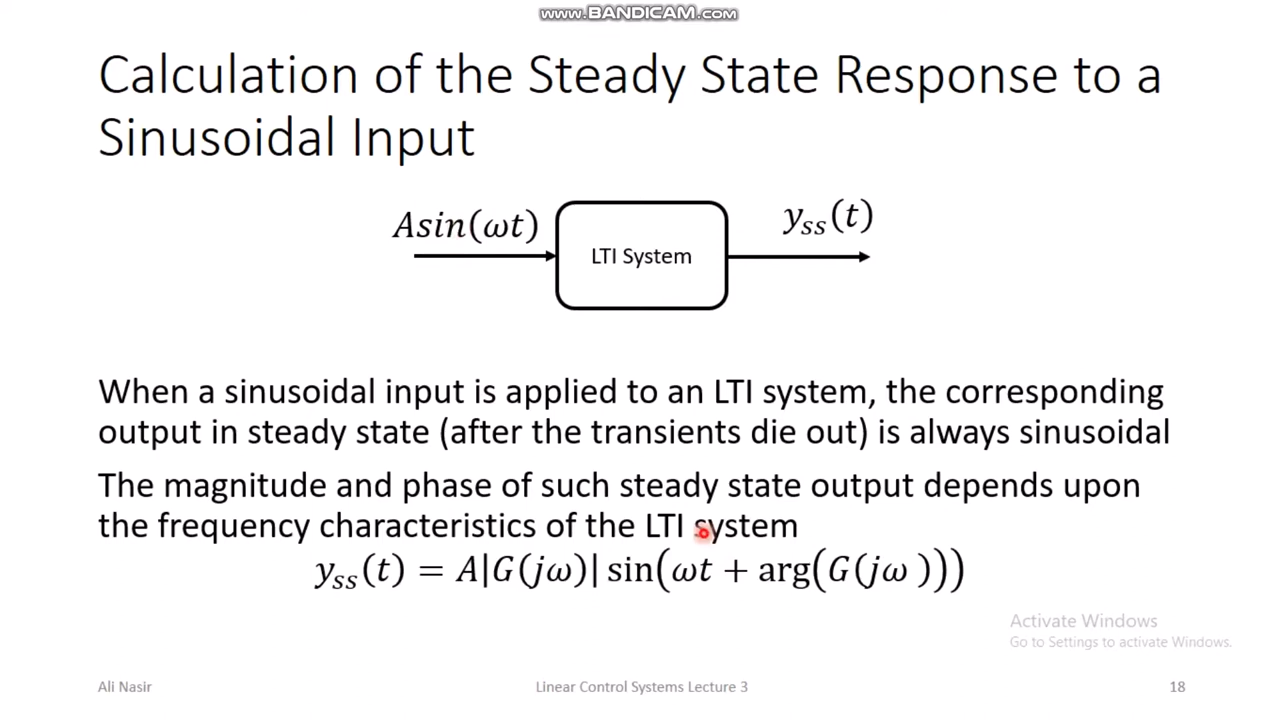 www.BANDICAM.com
Calculation of the Steady State Response to a
Sinusoidal Input
Asin(ωt)
LTI System
yss(t)
When a sinusoidal input is applied to an LTI system, the corresponding
output in steady state (after the transients die out) is always sinusoidal
The magnitude and phase of such steady state output depends upon
the frequency characteristics of the LTI system
yss(t) = A|G(jω)| sin(ωt + arg(G(jω )))
Activate Windows
Go to Settings to activate Windows.
Ali Nasir
Linear Control Systems Lecture 3
18